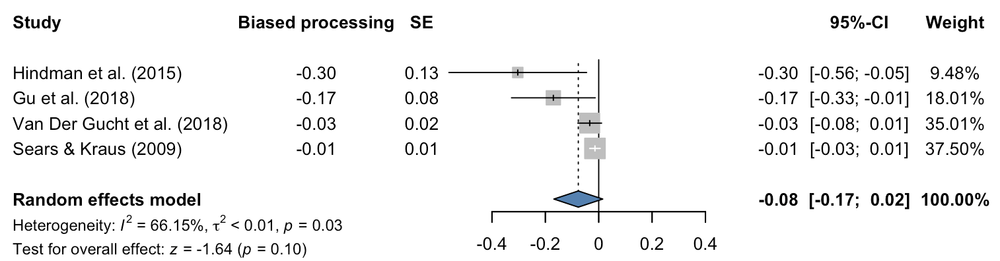 Study Biased processing SE 95%-CI Weight
Hindman et al. (2015) -0.30 0.13 -0.30 [-0.56; -0.05] 9.48%
Gu et al. (2018) -0.17 0.08 -0.17 [-0.33; -0.01] 18.01%
Van Der Gucht et al. (2018) -0.03 0.02 -0.03 [-0.08; 0.01] 35.01%
Sears & Kraus (2009) -0.01 0.01 -0.01 [-0.03; 0.01] 37.50%
Random effects model -0.08 [-0.17; 0.02] 100.00%
Heterogeneity: I² = 66.15%, τ² < 0.01, p = 0.03
Test for overall effect: z = -1.64 (p = 0.10)
-0.4 -0.2 0 0.2 0.4